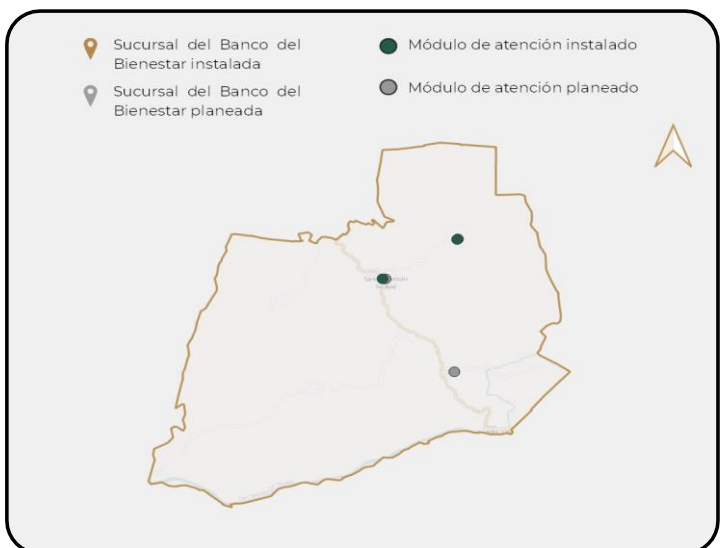 Sucursal del Banco del
Bienestar instalada
Sucursal del Banco del
Bienestar planeada
Módulo de atención instalado
Módulo de atención planeado